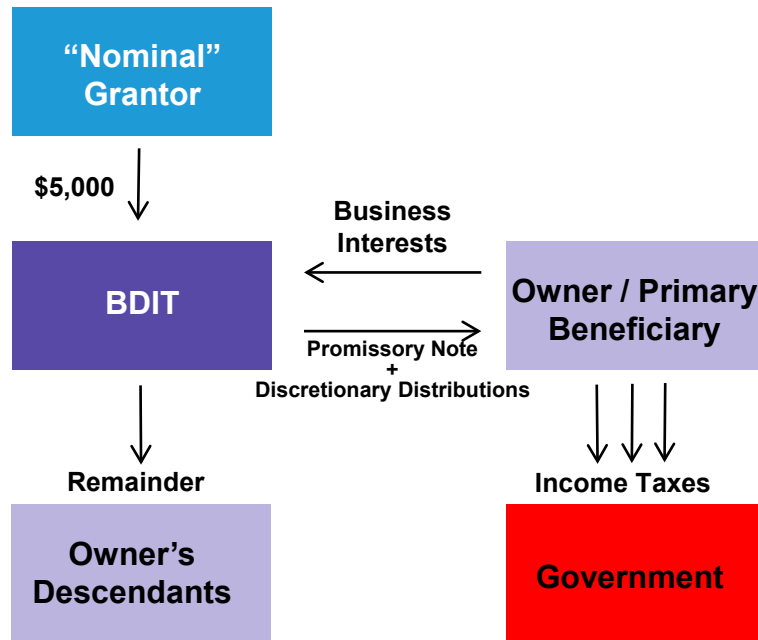 “Nominal”
Grantor
$5,000
Business
Interests
BDIT
Owner / Primary
Beneficiary
Promissory Note
+
Discretionary Distributions
Remainder
Income Taxes
Owner’s
Descendants
Government